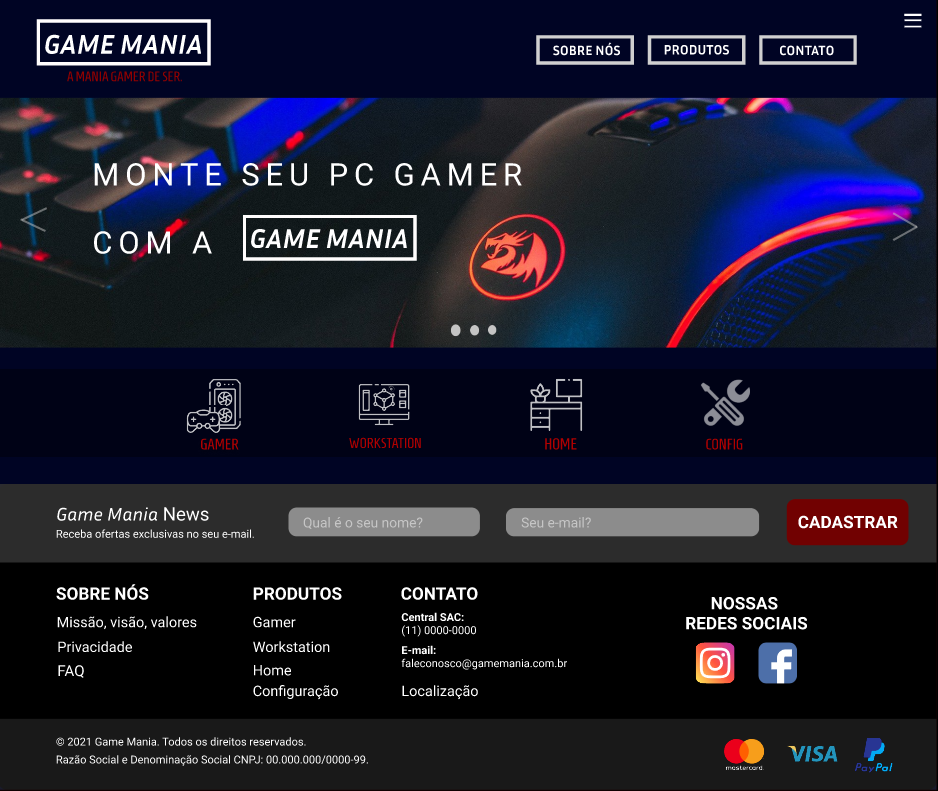 GAME MANIA
A MANIA GAMER DE SER.
SOBRE NÓS
PRODUTOS
CONTATO
MONTE SEU PC GAMER
COM A GAME MANIA
GAMER
WORKSTATION
HOME
CONFIG
Game Mania News
Receba ofertas exclusivas no seu e-mail.
Qual é o seu nome?
Seu e-mail?
CADASTRAR
SOBRE NÓS
Missão, visão, valores
Privacidade
FAQ
PRODUTOS
Gamer
Workstation
Home
Configuração
CONTATO
Central SAC:
(11) 0000-0000
E-mail:
faleconosco@gamemania.com.br
Localização
NOSSAS
REDES SOCIAIS
© 2021 Game Mania. Todos os direitos reservados.
Razão Social e Denominação Social CNPJ: 00.000.000/0000-99.
mastercard.
VISA
PayPal